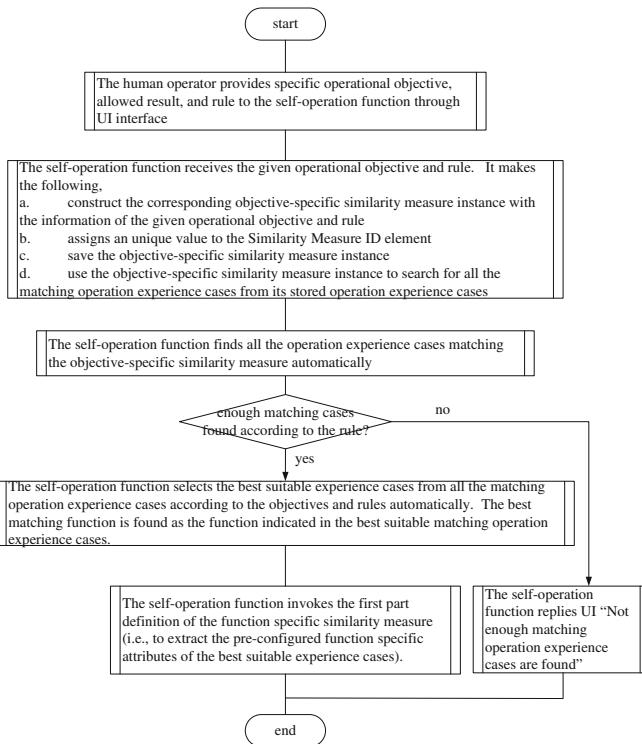 start
The human operator provides specific operational objective,
allowed result, and rule to the self-operation function through
UI interface
The self-operation function receives the given operational objective and rule. It makes
the following,
a. construct the corresponding objective-specific similarity measure instance with
the information of the given operational objective and rule
b. assigns an unique value to the Similarity Measure ID element
c. save the objective-specific similarity measure instance
d. use the objective-specific similarity measure instance to search for all the
matching operation experience cases from its stored operation experience cases
The self-operation function finds all the operation experience cases matching
the objective-specific similarity measure automatically
enough matching cases
found according to the rule?
no
yes
The self-operation function selects the best suitable experience cases from all the matching
operation experience cases according to the objectives and rules automatically. The best
matching function is found as the function indicated in the best suitable matching operation
experience cases.
The self-operation function invokes the first part
definition of the function specific similarity measure
(i.e., to extract the pre-configured function specific
attributes of the best suitable experience cases).
The self-operation
function replies UI “Not
enough matching
operation experience
cases are found”
end